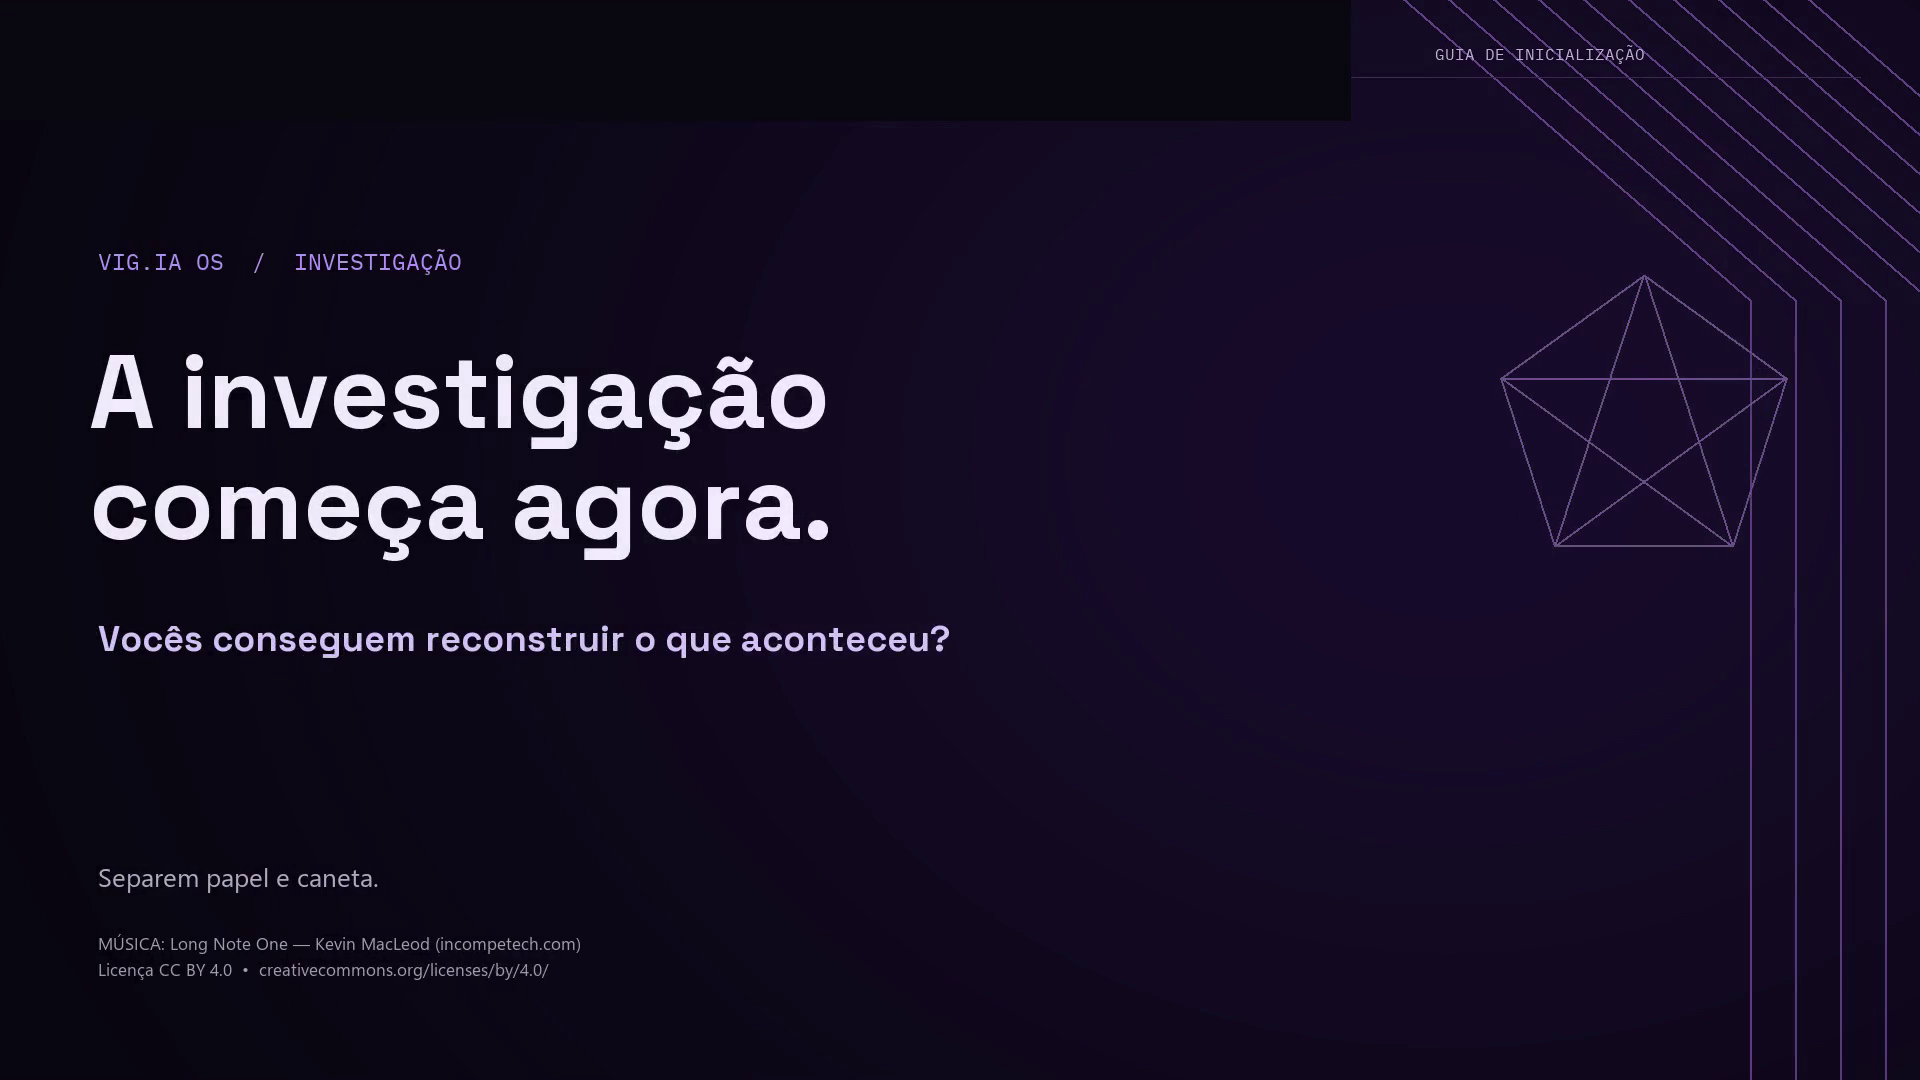 GUIA DE INICIALIZAÇÃO
VIG.IA OS / INVESTIGAÇÃO
A investigação
começa agora.
Vocês conseguem reconstruir o que aconteceu?
Separem papel e caneta.
MÚSICA: Long Note One — Kevin MacLeod (incompetech.com)
Licença CC BY 4.0 • creativecommons.org/licenses/by/4.0/